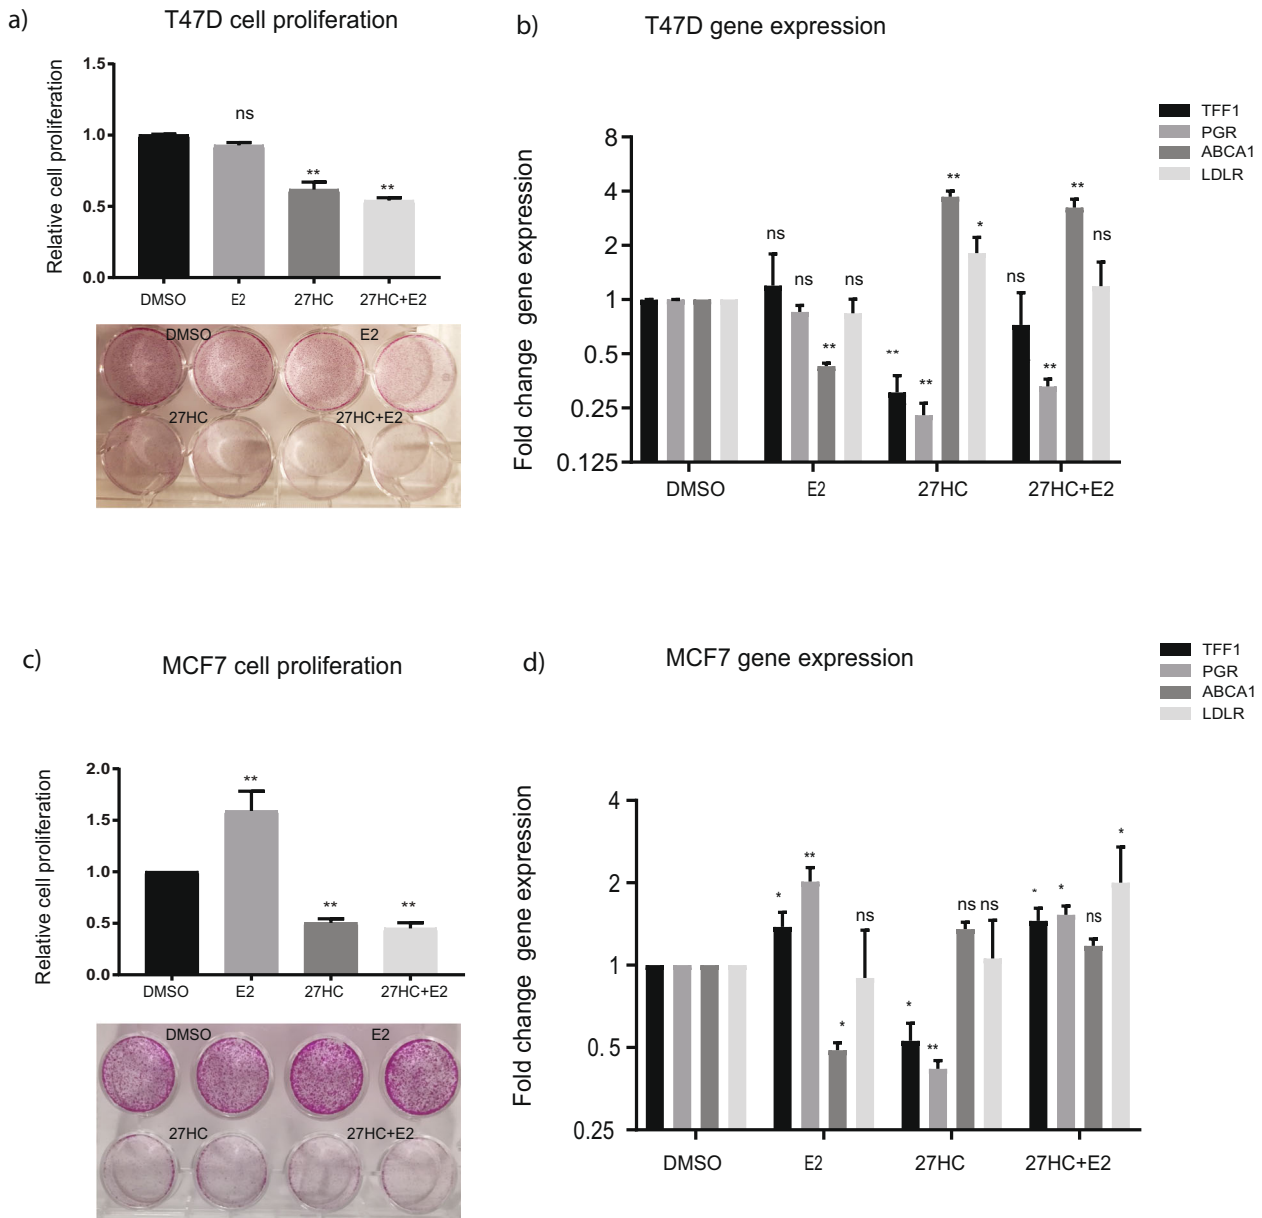 a)
T47D cell proliferation
Relative cell proliferation
1.5
1.0
0.5
0.0
ns
**
**
DMSO
E2
27HC
27HC+E2
DMSO
E2
27HC
27HC+E2
b)
T47D gene expression
TFF1
PGR
ABCA1
LDLR
Fold change gene expression
8
4
2
1
0.5
0.25
0.125
ns
ns
**
ns
**
**
**
*
ns
**
**
ns
DMSO
E2
27HC
27HC+E2
c)
MCF7 cell proliferation
Relative cell proliferation
2.0
1.5
1.0
0.5
0.0
**
**
**
DMSO
E2
27HC
27HC+E2
DMSO
E2
27HC
27HC+E2
d)
MCF7 gene expression
TFF1
PGR
ABCA1
LDLR
Fold change gene expression
4
2
1
0.5
0.25
*
**
*
ns
*
**
ns
ns
*
*
ns
*
DMSO
E2
27HC
27HC+E2